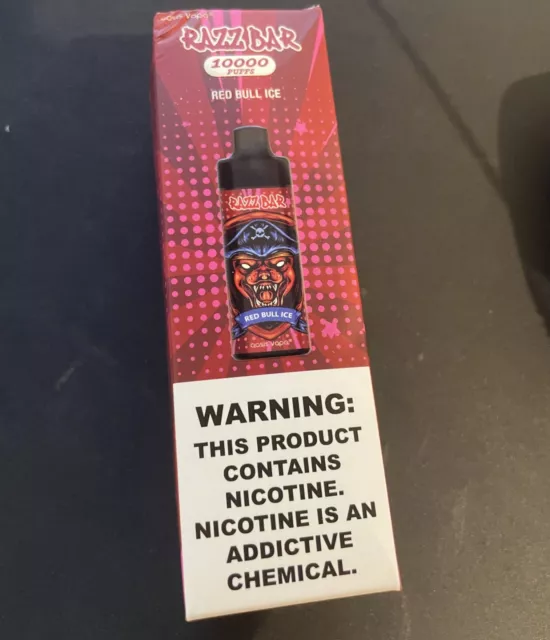 RAZZ BAR
10000
PUFFS
RED BULL ICE
RAZZ BAR
RED BULL ICE
WARNING:
THIS PRODUCT
CONTAINS
NICOTINE.
NICOTINE IS AN
ADDICTIVE
CHEMICAL.